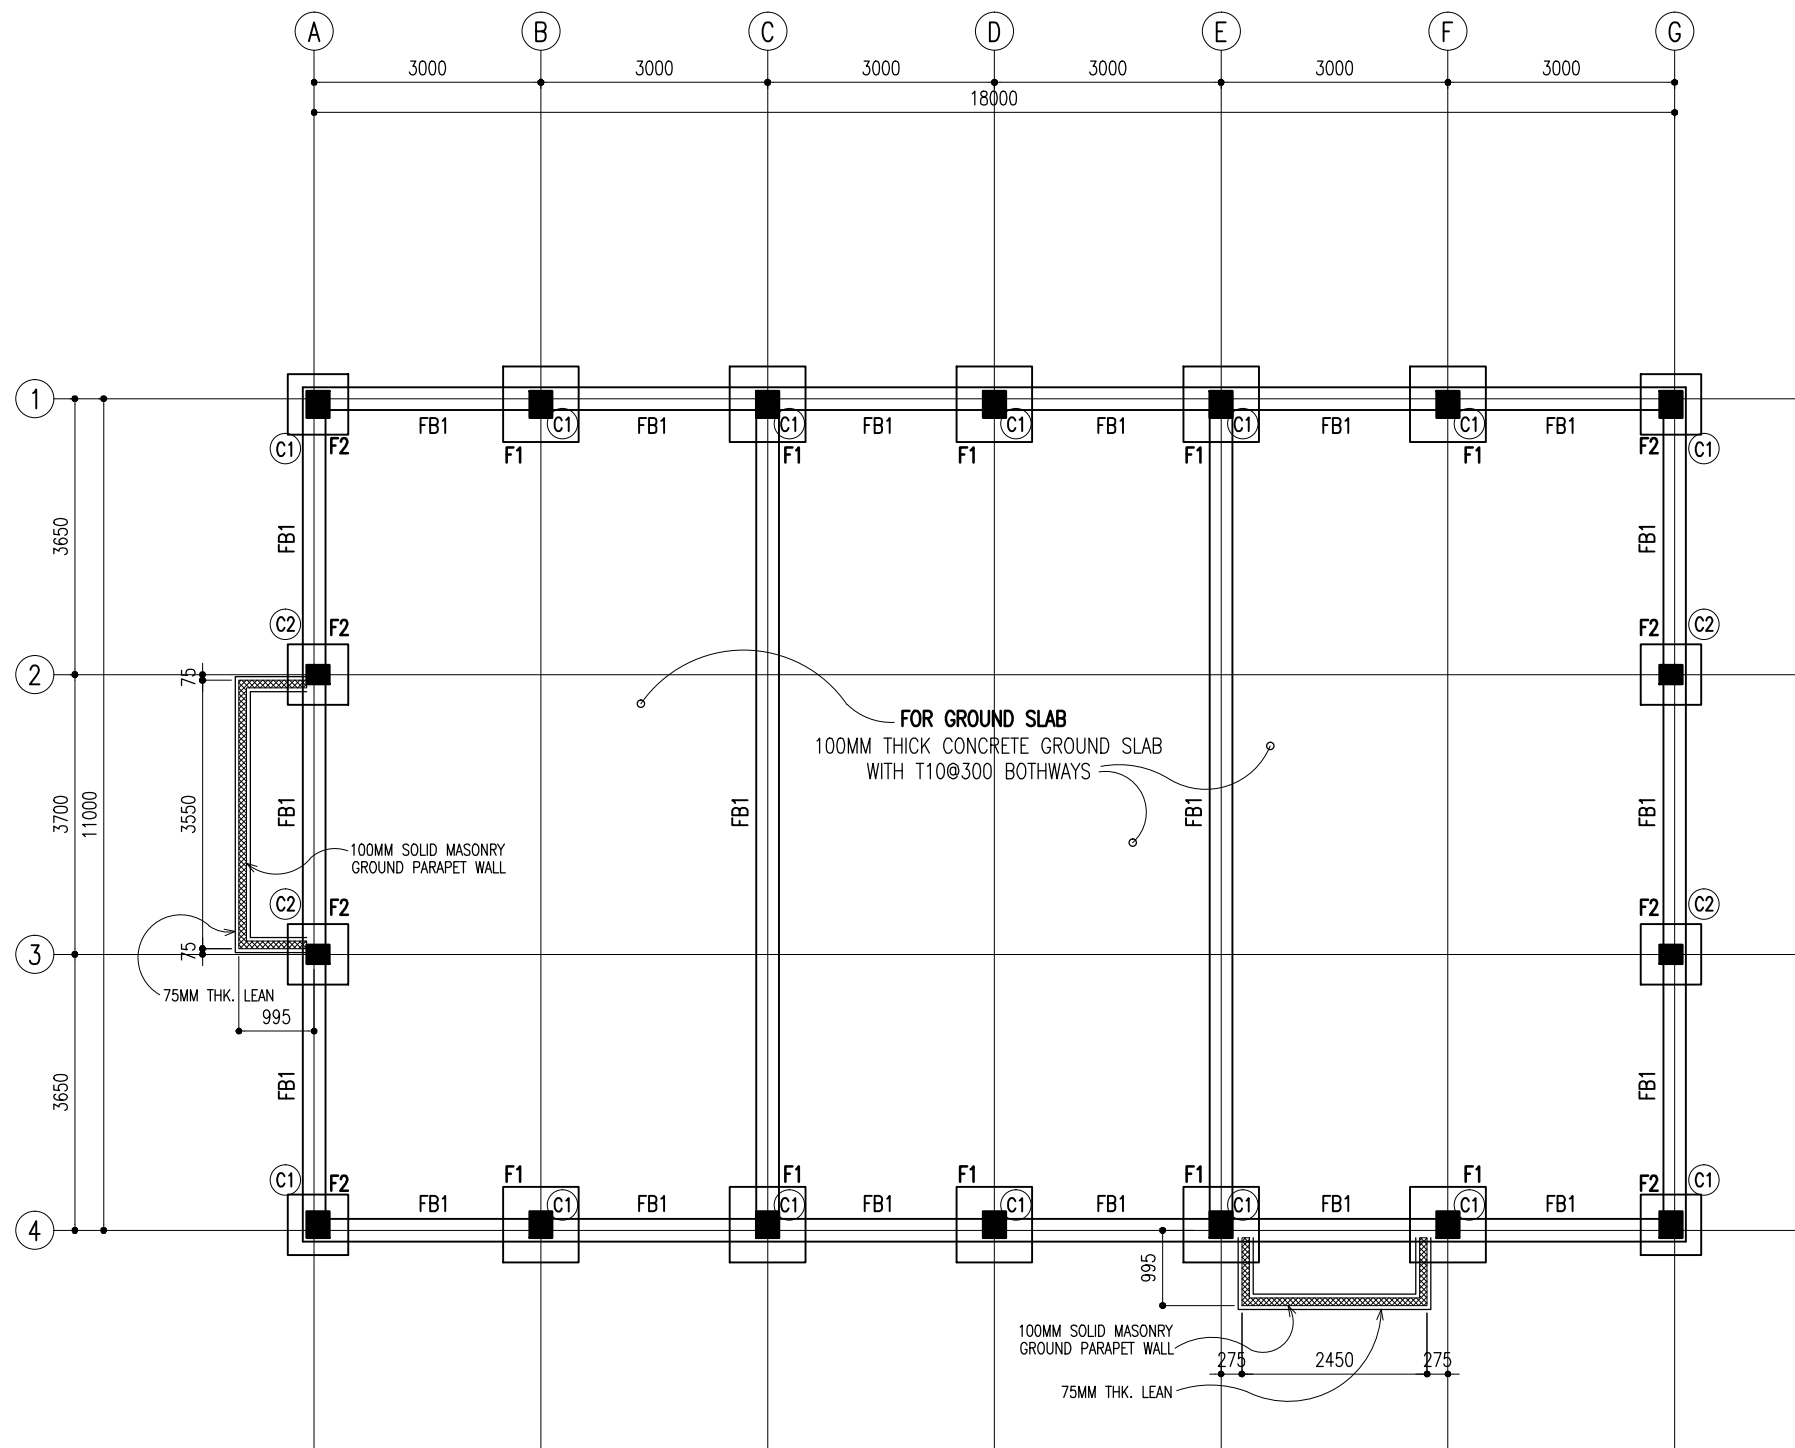 A B C D E F G
3000 3000 3000 3000 3000 3000
18000
1
FB1 FB1 FB1 FB1 FB1 FB1
C1 C1 C1 C1 C1
C1 F2 F1 F1 F1 F1 F1 F2 C1
3650
FB1 FB1
C2 F2 F2 C2
2
75
FOR GROUND SLAB
100MM THICK CONCRETE GROUND SLAB
WITH T10@300 BOTHWAYS
3700 11000 3550 FB1 FB1 FB1 FB1
100MM SOLID MASONRY
GROUND PARAPET WALL
C2 F2 F2 C2
3
75
75MM THK. LEAN
995
3650
FB1 FB1
C1 F2 F1 F1 F1 F1 F1 F2 C1
FB1 C1 FB1 C1 FB1 C1 FB1 C1 FB1 C1 FB1
4
995
100MM SOLID MASONRY
GROUND PARAPET WALL
275 2450 275
75MM THK. LEAN